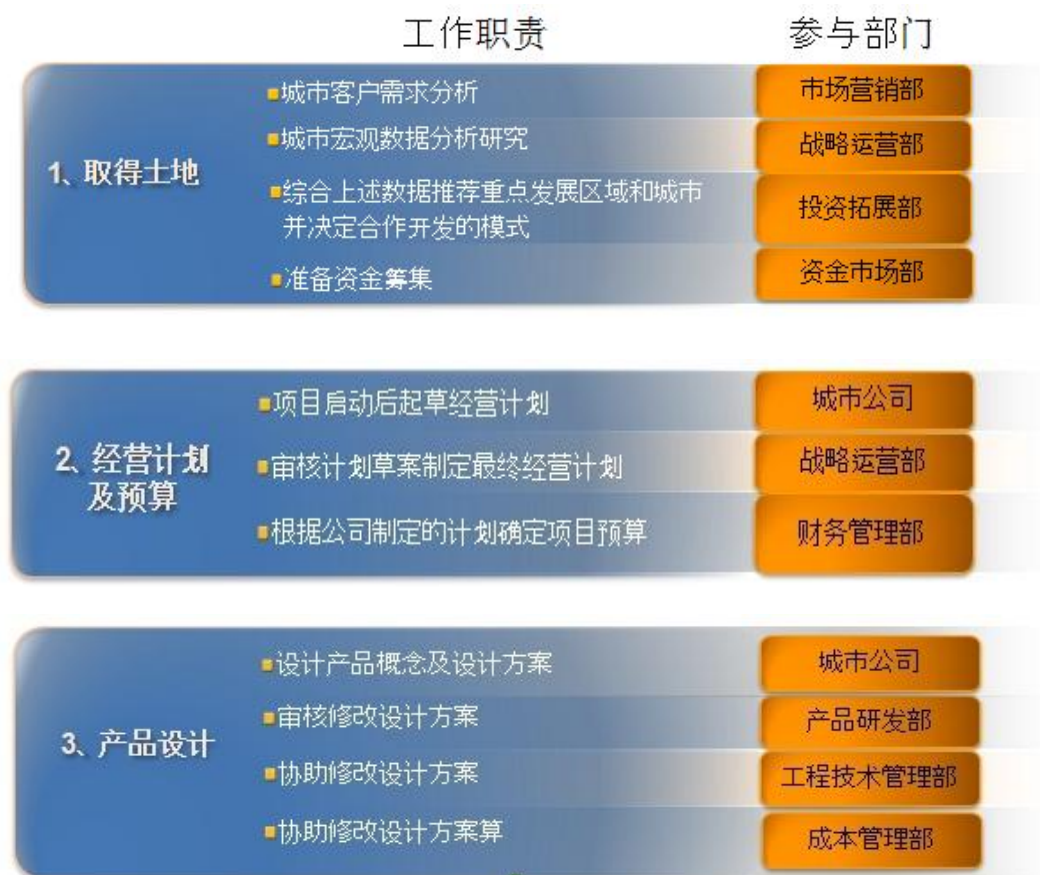 工作职责 参与部门
1、取得土地
城市客户需求分析 市场营销部
城市宏观数据分析研究 战略运营部
综合上述数据推荐重点发展区域和城市
并决定合作开发的模式 投资拓展部
准备资金筹集 资金市场部
2、经营计划
及预算
项目启动后起草经营计划 城市公司
审核计划草案制定最终经营计划 战略运营部
根据公司制定的计划确定项目预算 财务管理部
3、产品设计
设计产品概念及设计方案 城市公司
审核修改设计方案 产品研发部
协助修改设计方案 工程技术管理部
协助修改设计方案算 成本管理部